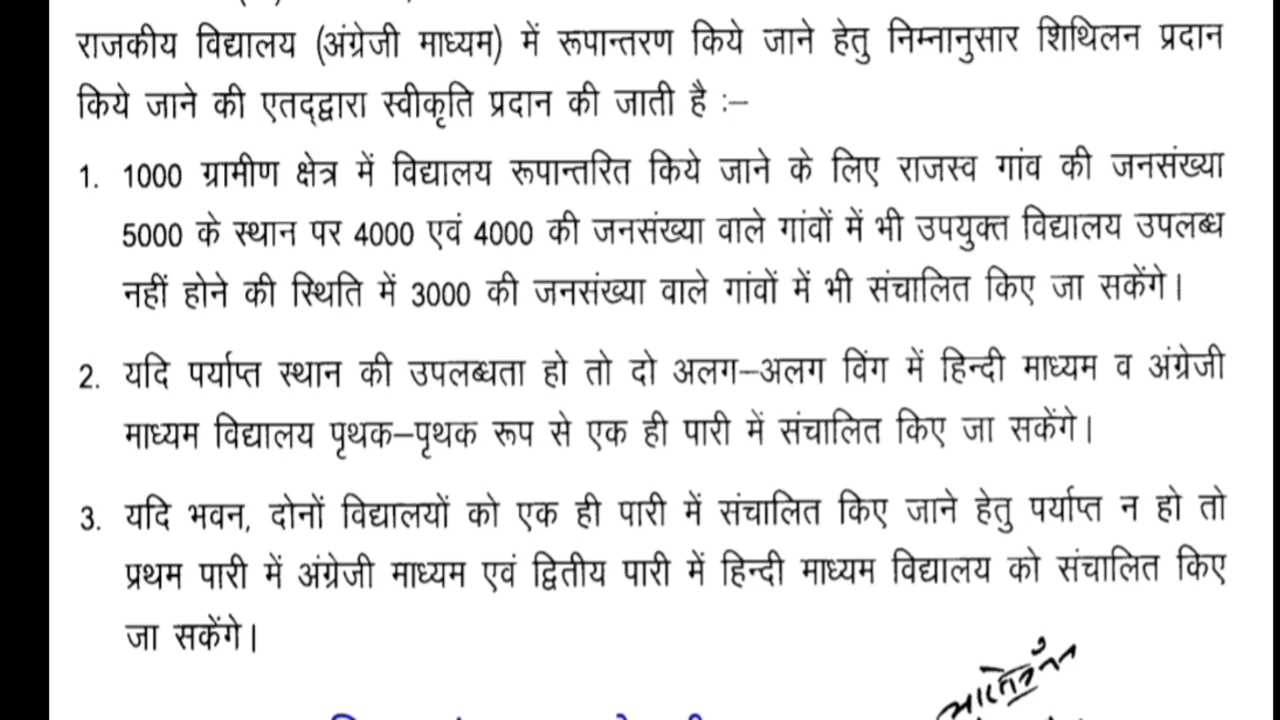 राजकीय विद्यालय (अंग्रेजी माध्यम) में रूपान्तरण किये जाने हेतु निम्नानुसार शिथिलन प्रदान
किये जाने की एतद्द्वारा स्वीकृति प्रदान की जाती है :–
1. 1000 ग्रामीण क्षेत्र में विद्यालय रूपान्तरित किये जाने के लिए राजस्व गांव की जनसंख्या
5000 के स्थान पर 4000 एवं 4000 की जनसंख्या वाले गांवों में भी उपयुक्त विद्यालय उपलब्ध
नहीं होने की स्थिति में 3000 की जनसंख्या वाले गांवों में भी संचालित किए जा सकेंगे।
2. यदि पर्याप्त स्थान की उपलब्धता हो तो दो अलग–अलग विंग में हिन्दी माध्यम व अंग्रेजी
माध्यम विद्यालय पृथक–पृथक रूप से एक ही पारी में संचालित किए जा सकेंगे।
3. यदि भवन, दोनों विद्यालयों को एक ही पारी में संचालित किए जाने हेतु पर्याप्त न हो तो
प्रथम पारी में अंग्रेजी माध्यम एवं द्वितीय पारी में हिन्दी माध्यम विद्यालय को संचालित किए
जा सकेंगे।